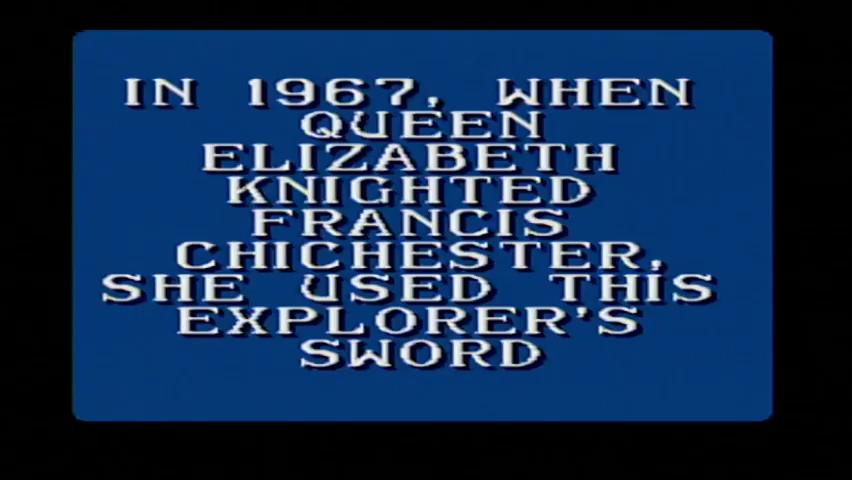 IN 1967, WHEN
QUEEN
ELIZABETH
KNIGHTED
FRANCIS
CHICHESTER,
SHE USED THIS
EXPLORER'S
SWORD